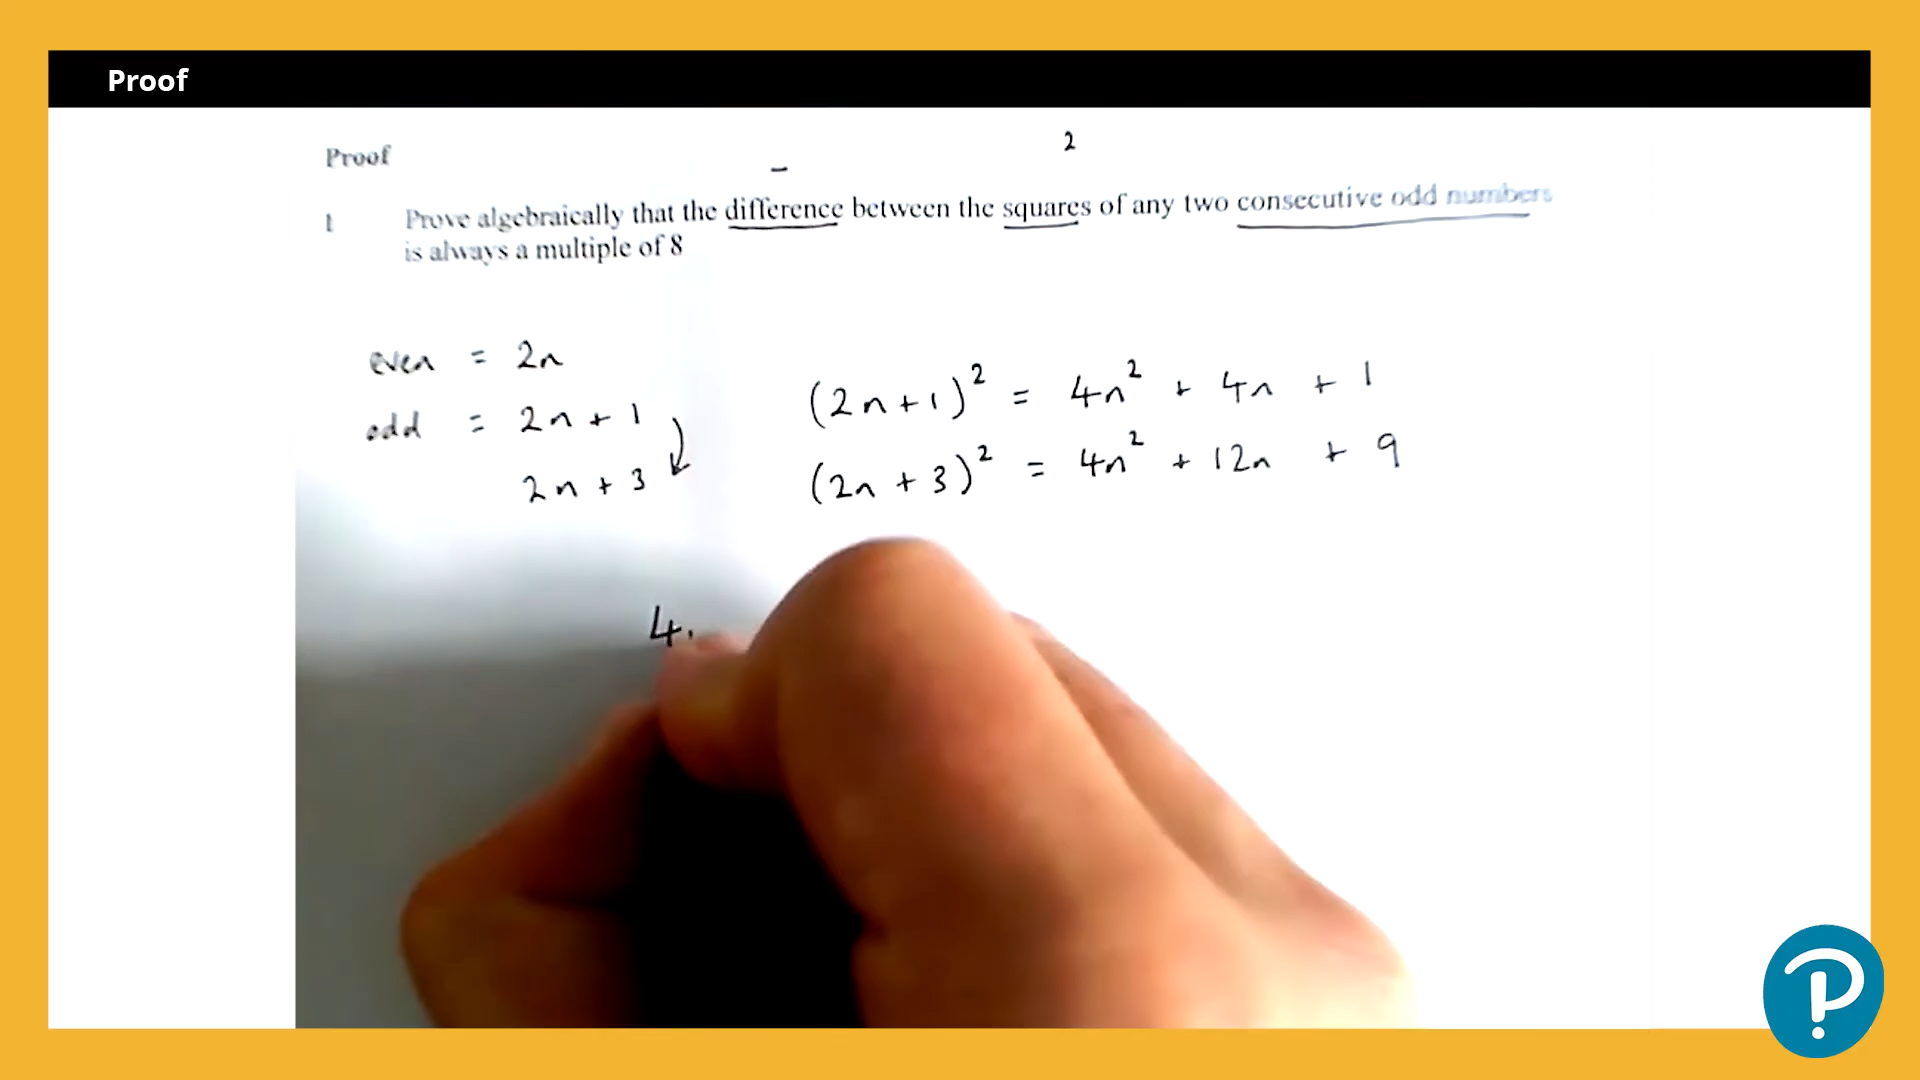 Proof
Proof
- 2
1 Prove algebraically that the difference between the squares of any two consecutive odd numbers
is always a multiple of 8
even = 2n
odd = 2n + 1
2n + 3
(2n+1)² = 4n² + 4n + 1
(2n + 3)² = 4n² + 12n + 9
4
P